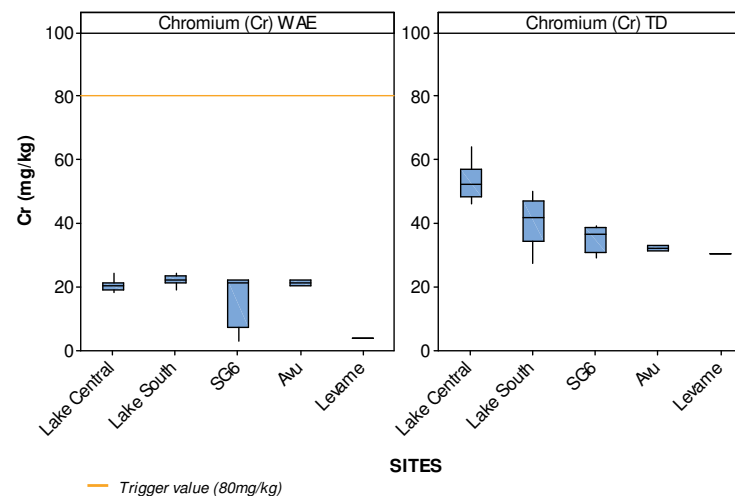 Chromium (Cr) WAE
Chromium (Cr) TD
Cr (mg/kg)
100
80
60
40
20
0
100
80
60
40
20
0
Lake Central
Lake South
SG6
Avu
Levame
Lake Central
Lake South
SG6
Avu
Levame
SITES
Trigger value (80mg/kg)